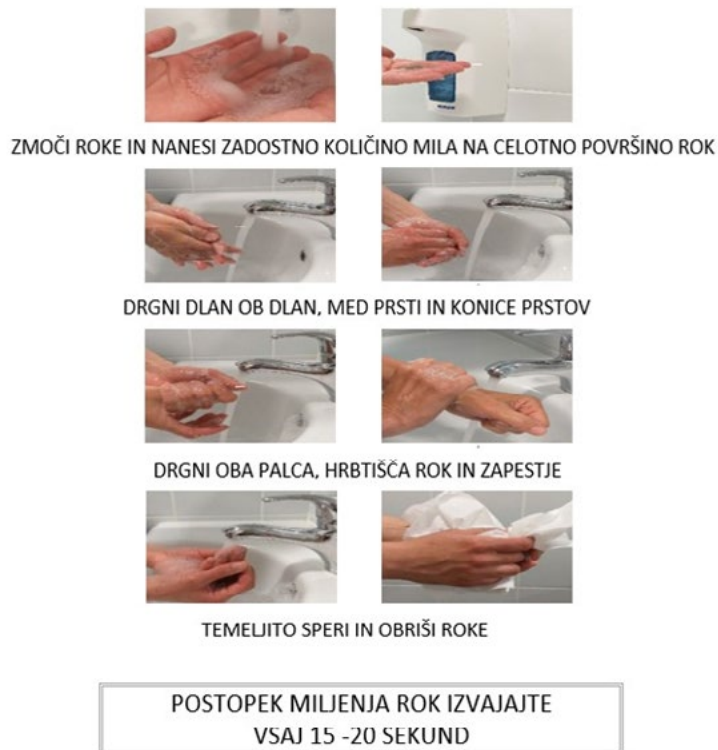 ZMOČI ROKE IN NANESI ZADOSTNO KOLIČINO MILA NA CELOTNO POVRŠINO ROK
DRGNI DLAN OB DLAN, MED PRSTI IN KONICE PRSTOV
DRGNI OBA PALCA, HRBTIŠČA ROK IN ZAPESTJE
TEMELJITO SPERI IN OBRIŠI ROKE
POSTOPEK MILJENJA ROK IZVAJAJTE
VSAJ 15 -20 SEKUND